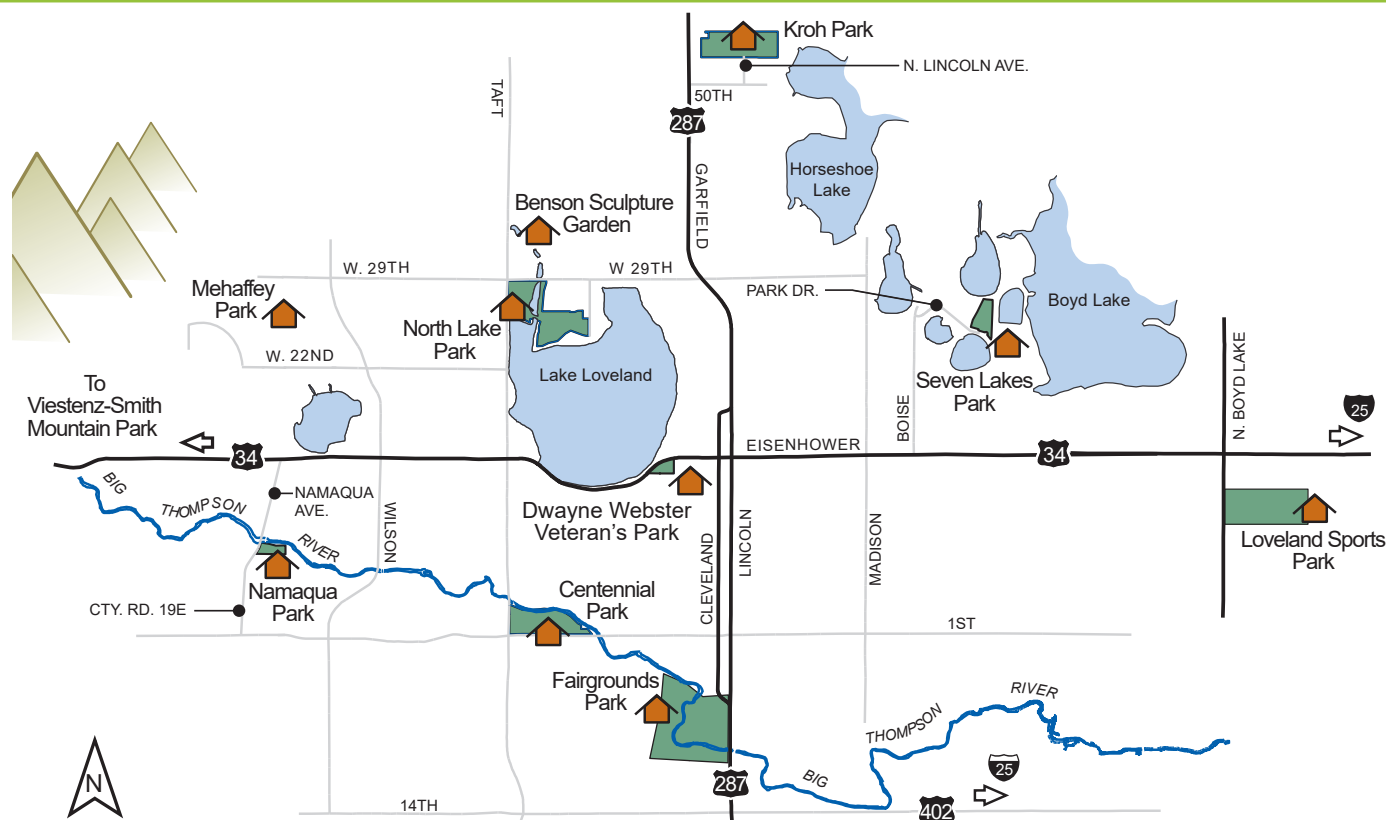 Kroh Park
N. LINCOLN AVE.
50TH
TAFT
287
GARFIELD
Horseshoe
Lake
Benson Sculpture
Garden
W. 29TH
W 29TH
Mehaffey
Park
PARK DR.
Boyd Lake
North Lake
Park
W. 22ND
Lake Loveland
Seven Lakes
Park
To
Viestenz-Smith
Mountain Park
BOISE
N. BOYD LAKE
25
34
EISENHOWER
34
BIG
THOMPSON
RIVER
NAMAQUA
AVE.
WILSON
Dwayne Webster
Veteran's Park
CLEVELAND
LINCOLN
MADISON
Loveland Sports
Park
Namaqua
Park
CTY. RD. 19E
Centennial
Park
1ST
Fairgrounds
Park
BIG
THOMPSON
RIVER
N
287
25
14TH
402